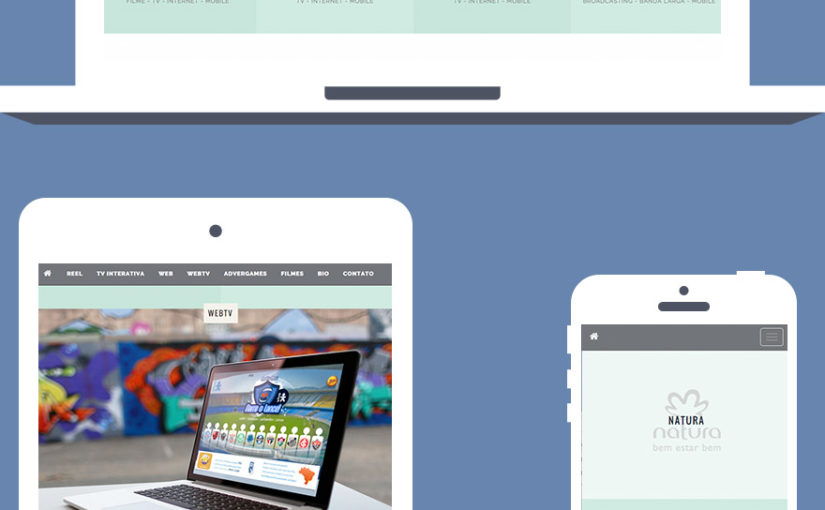 FILME - TV - INTERNET - MOBILE
TV - INTERNET - MOBILE
TV - INTERNET - MOBILE
BROADCASTING - BANDA LARGA - MOBILE
REEL TV INTERATIVA WEB WEBTV ADVERGAMES FILMES BIO CONTATO
WEBTV
NATURA
natura
bem estar bem